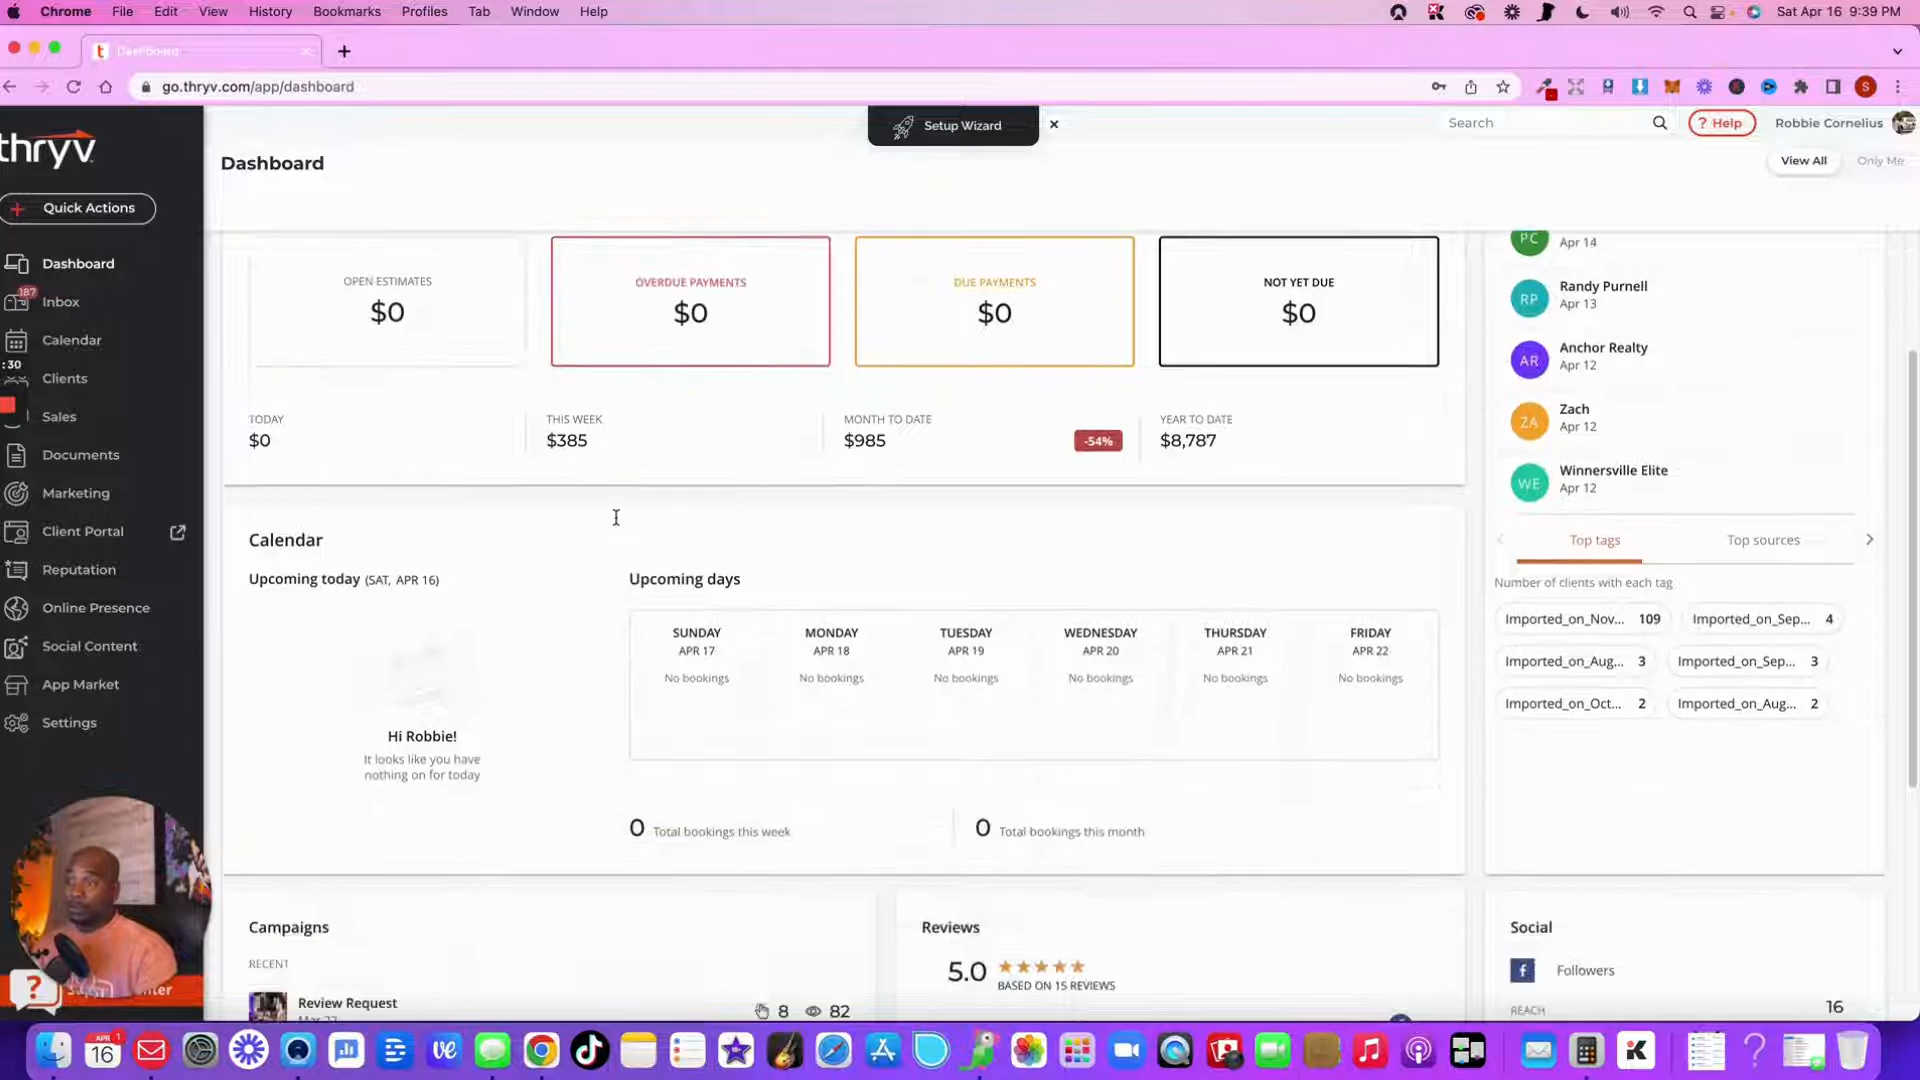 Chrome File Edit View History Bookmarks Profiles Tab Window Help Sat Apr 16 9:39 PM
Dashboard
go.thryv.com/app/dashboard S
thryv
Setup Wizard
Search ? Help Robbie Cornelius
Dashboard
View All Only Me
Quick Actions
Dashboard
187
Inbox
Calendar
:30
Clients
Sales
Documents
Marketing
Client Portal
Reputation
Online Presence
Social Content
App Market
Settings
OPEN ESTIMATES
$0
OVERDUE PAYMENTS
$0
DUE PAYMENTS
$0
NOT YET DUE
$0
TODAY
$0
THIS WEEK
$385
MONTH TO DATE
$985
-54%
YEAR TO DATE
$8,787
PC
Apr 14
RP
Randy Purnell
Apr 13
AR
Anchor Realty
Apr 12
ZA
Zach
Apr 12
WE
Winnersville Elite
Apr 12
Top tags Top sources
Number of clients with each tag
Imported_on_Nov... 109 Imported_on_Sep... 4
Imported_on_Aug... 3 Imported_on_Sep... 3
Imported_on_Oct... 2 Imported_on_Aug... 2
Calendar
Upcoming today (SAT, APR 16)
Hi Robbie!
It looks like you have
nothing on for today
Upcoming days
SUNDAY MONDAY TUESDAY WEDNESDAY THURSDAY FRIDAY
APR 17 APR 18 APR 19 APR 20 APR 21 APR 22
No bookings No bookings No bookings No bookings No bookings No bookings
0 Total bookings this week 0 Total bookings this month
Campaigns
RECENT
Review Request
8 82
Reviews
5.0
BASED ON 15 REVIEWS
Social
Followers
REACH 16
?
APR 1
16